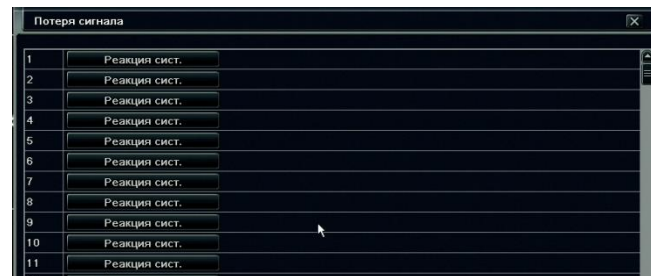 Потеря сигнала
1 Реакция сист.
2 Реакция сист.
3 Реакция сист.
4 Реакция сист.
5 Реакция сист.
6 Реакция сист.
7 Реакция сист.
8 Реакция сист.
9 Реакция сист.
10 Реакция сист.
11 Реакция сист.